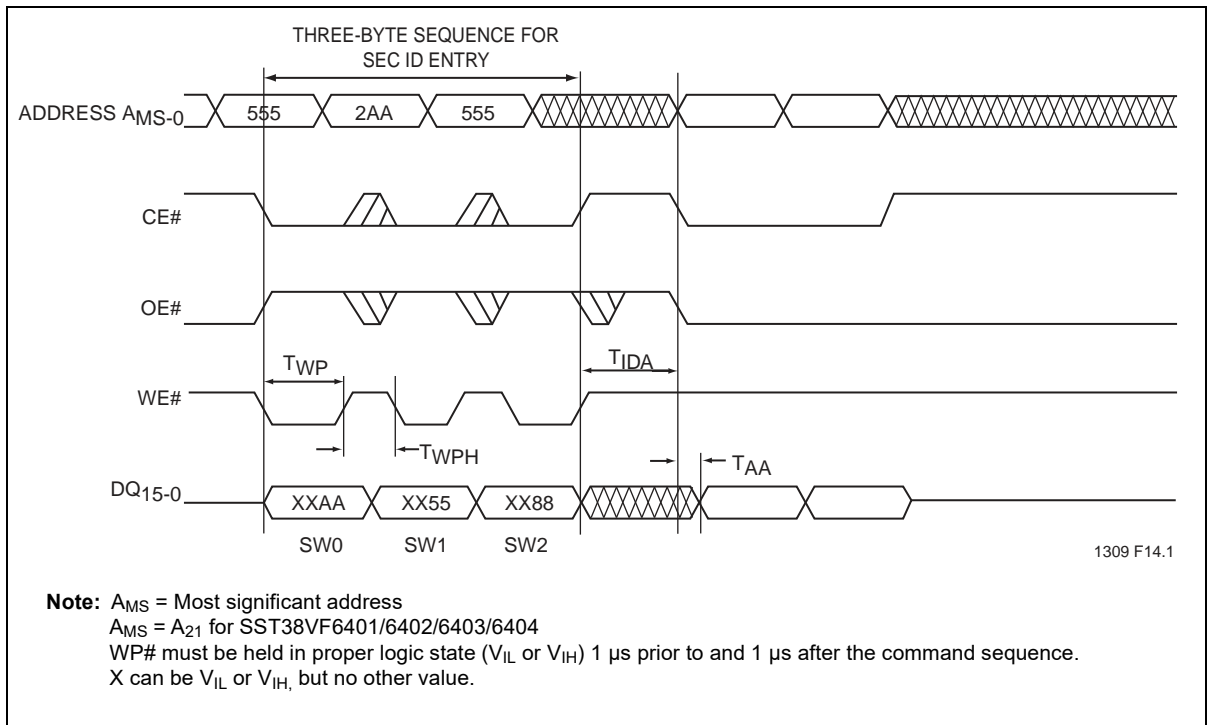 THREE-BYTE SEQUENCE FOR
SEC ID ENTRY
ADDRESS AMS-0
555 2AA 555
CE#
OE#
TWP TIDA
WE#
TWPH TAA
DQ15-0
XXAA XX55 XX88
SW0 SW1 SW2
1309 F14.1
Note: AMS = Most significant address
AMS = A21 for SST38VF6401/6402/6403/6404
WP# must be held in proper logic state (VIL or VIH) 1 µs prior to and 1 µs after the command sequence.
X can be VIL or VIH, but no other value.